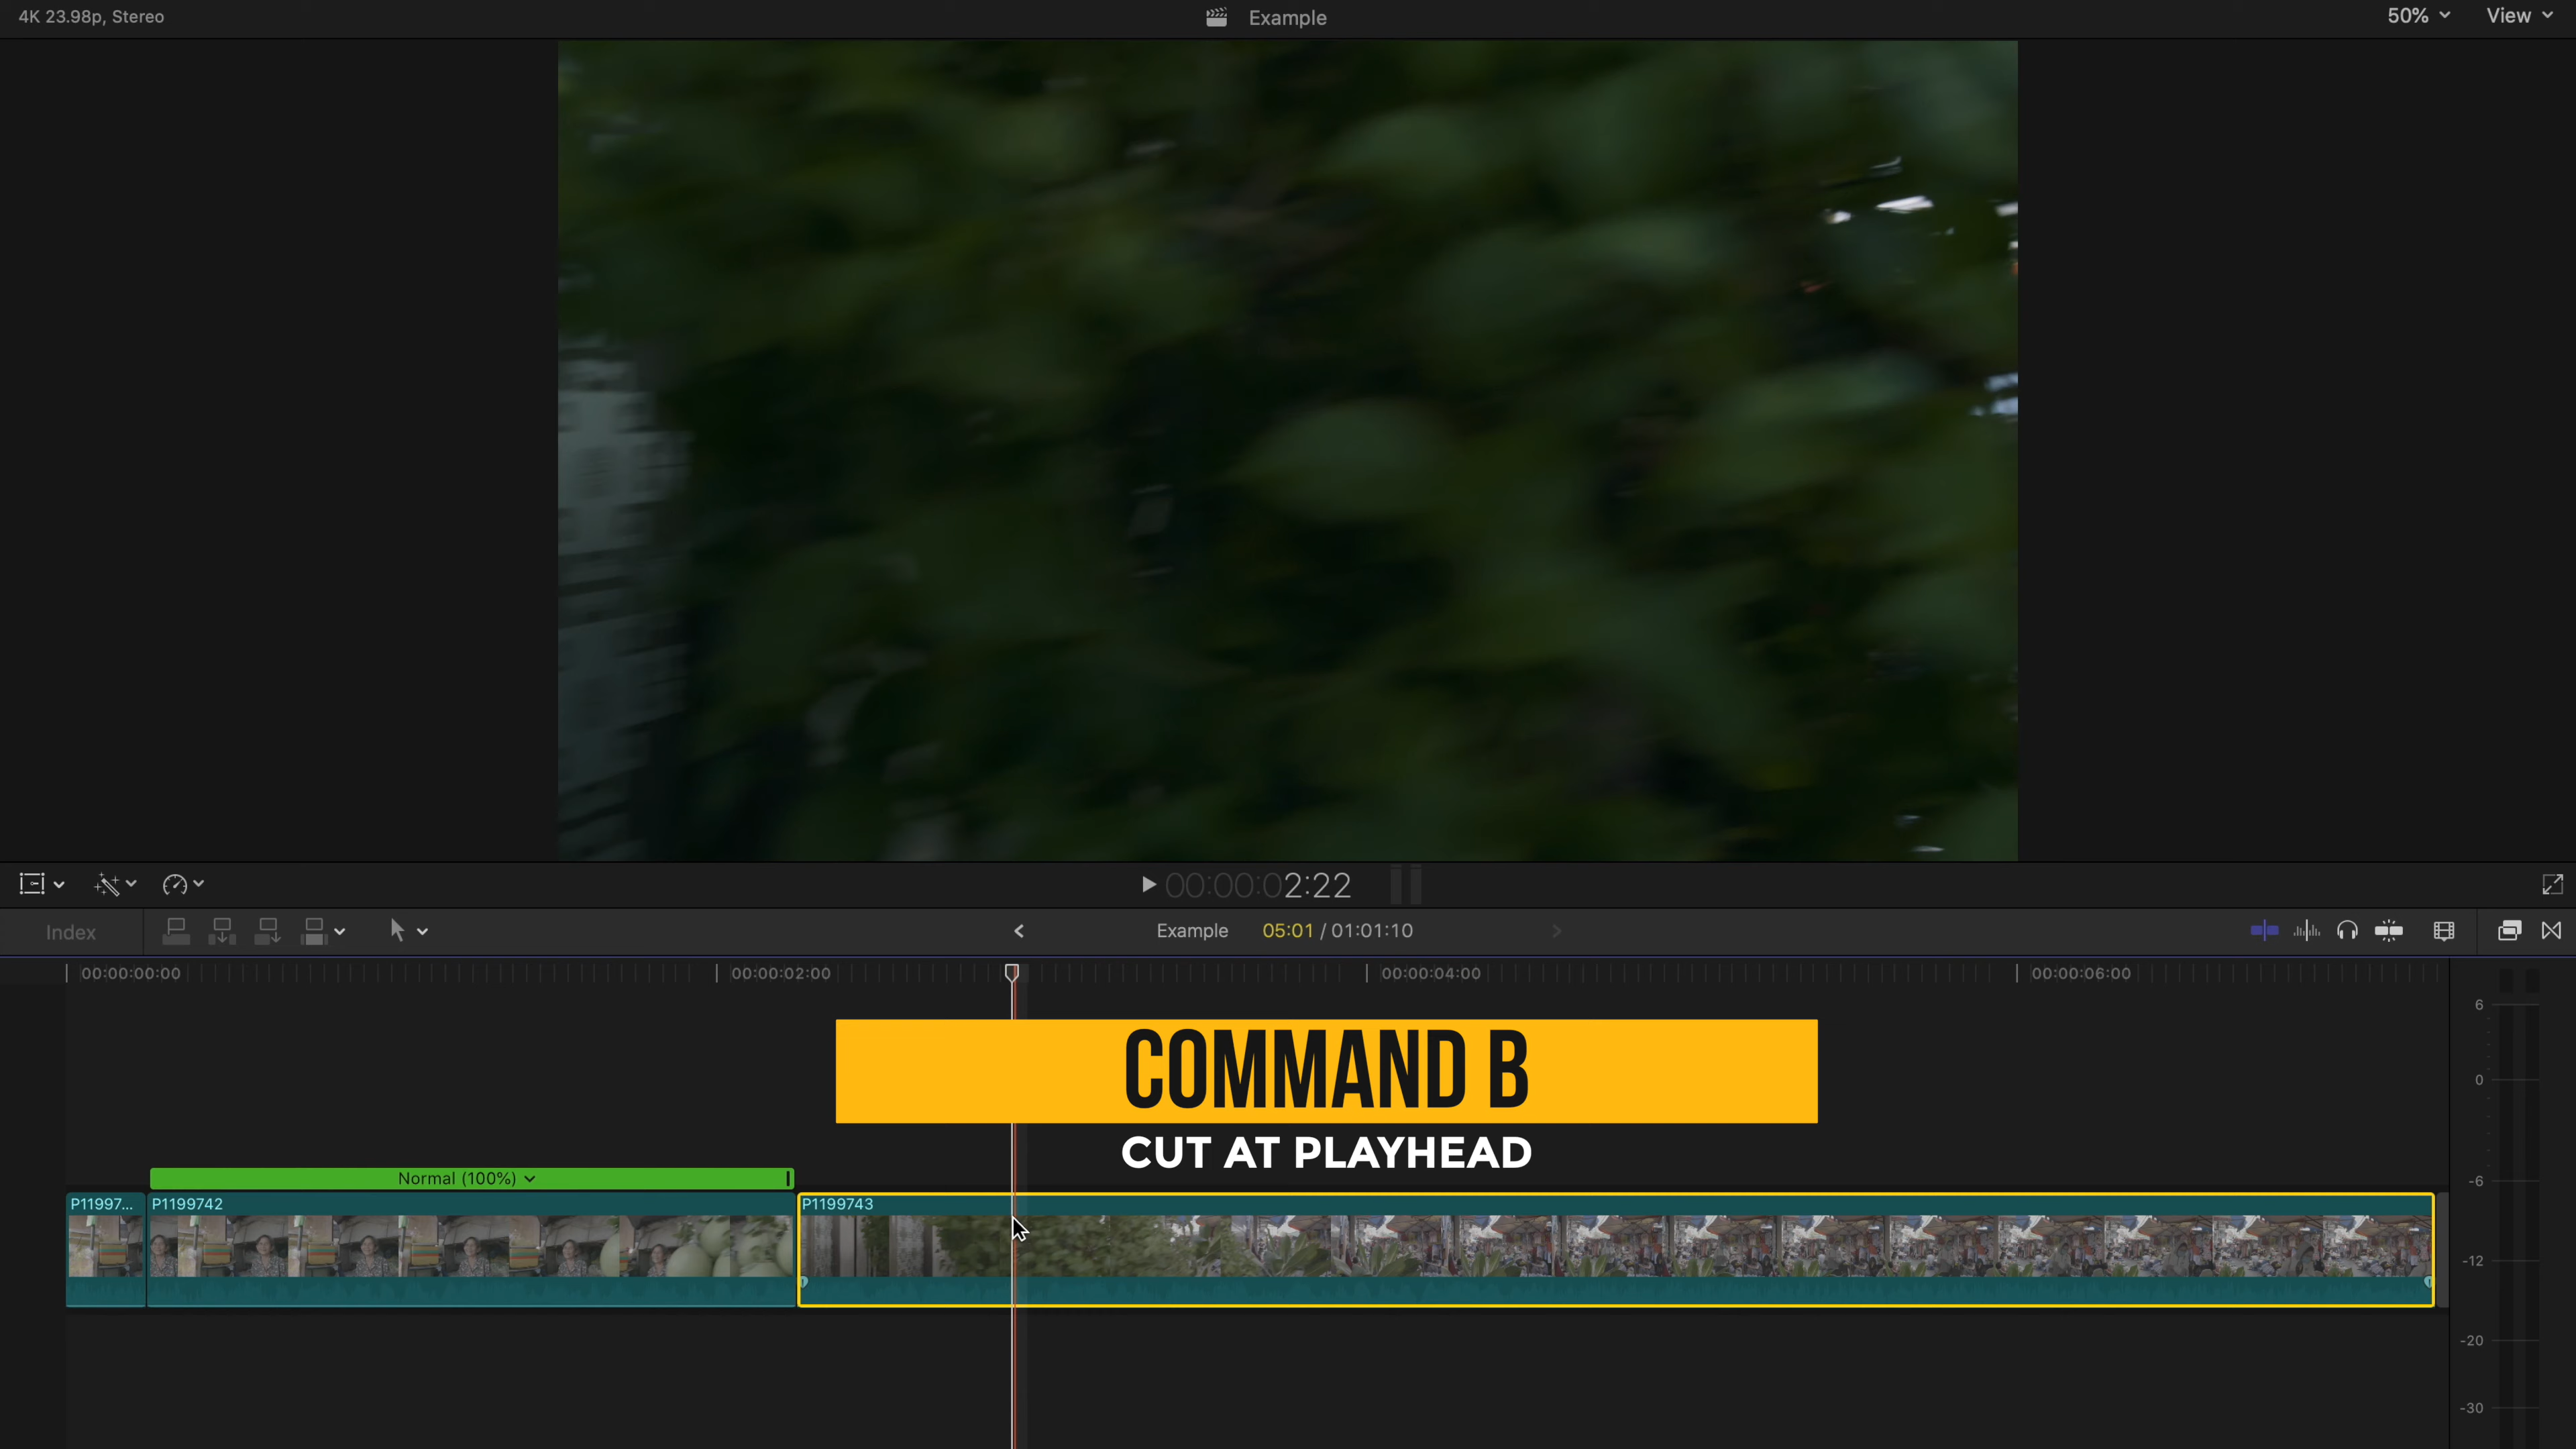 4K 23.98p, Stereo
Example
50%
View
00:00:02:22
Index
Example 05:01 / 01:01:10
00:00:00:00
00:00:02:00
00:00:04:00
00:00:06:00
6
0
-6
-12
-20
-30
COMMAND B
CUT AT PLAYHEAD
Normal (100%)
P11997...
P1199742
P1199743